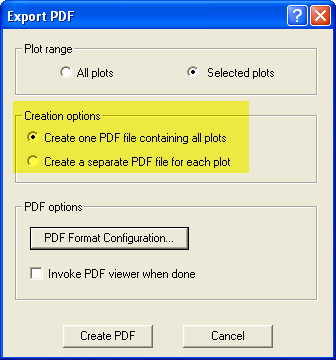 Export PDF
Plot range
All plots Selected plots
Creation options
Create one PDF file containing all plots
Create a separate PDF file for each plot
PDF options
PDF Format Configuration...
Invoke PDF viewer when done
Create PDF Cancel